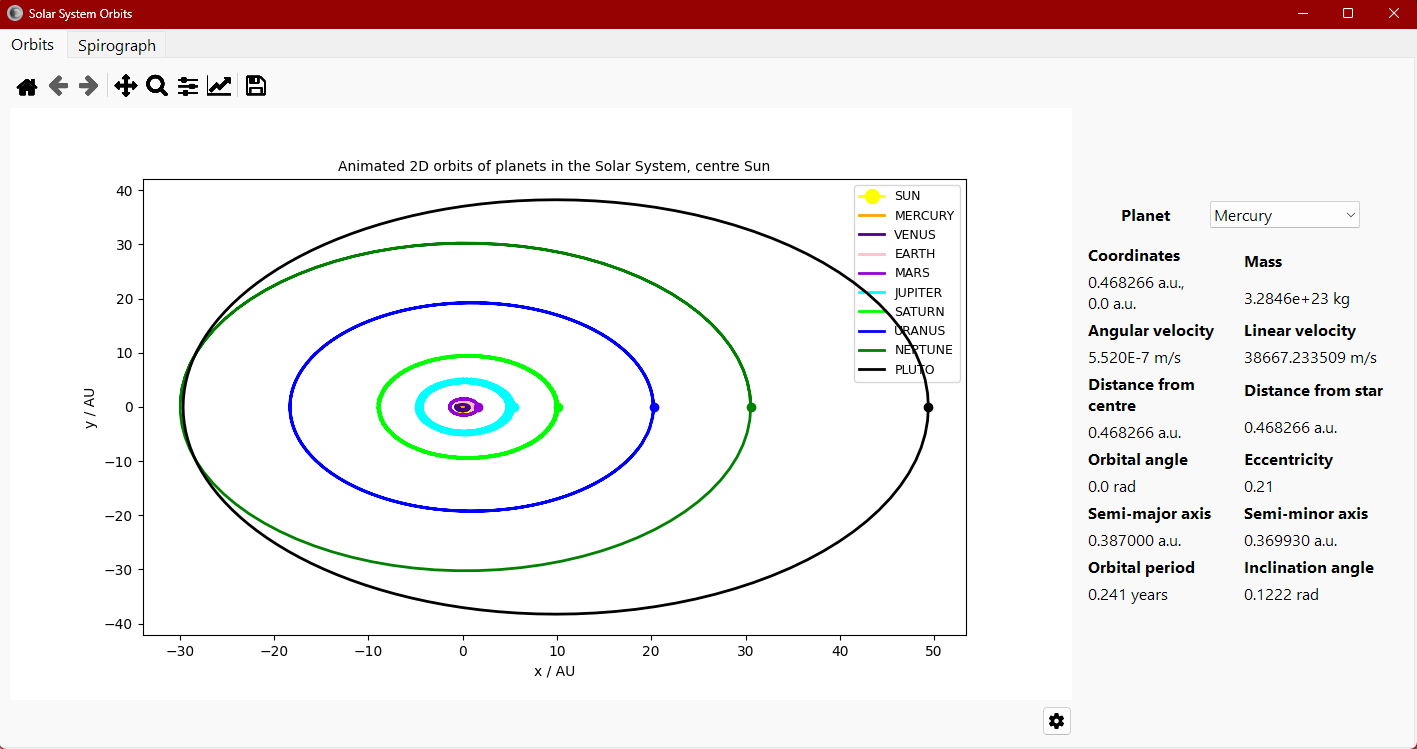 Solar System Orbits
Orbits
Spirograph
Animated 2D orbits of planets in the Solar System, centre Sun
40
30
20
10
0
−10
−20
−30
−40
y / AU
−30
−20
−10
0
10
20
30
40
50
x / AU
SUN
MERCURY
VENUS
EARTH
MARS
JUPITER
SATURN
URANUS
NEPTUNE
PLUTO
Planet
Mercury
Coordinates
0.468266 a.u.,
0.0 a.u.
Mass
3.2846e+23 kg
Angular velocity
5.520E-7 m/s
Linear velocity
38667.233509 m/s
Distance from
centre
0.468266 a.u.
Distance from star
0.468266 a.u.
Orbital angle
0.0 rad
Eccentricity
0.21
Semi-major axis
0.387000 a.u.
Semi-minor axis
0.369930 a.u.
Orbital period
0.241 years
Inclination angle
0.1222 rad